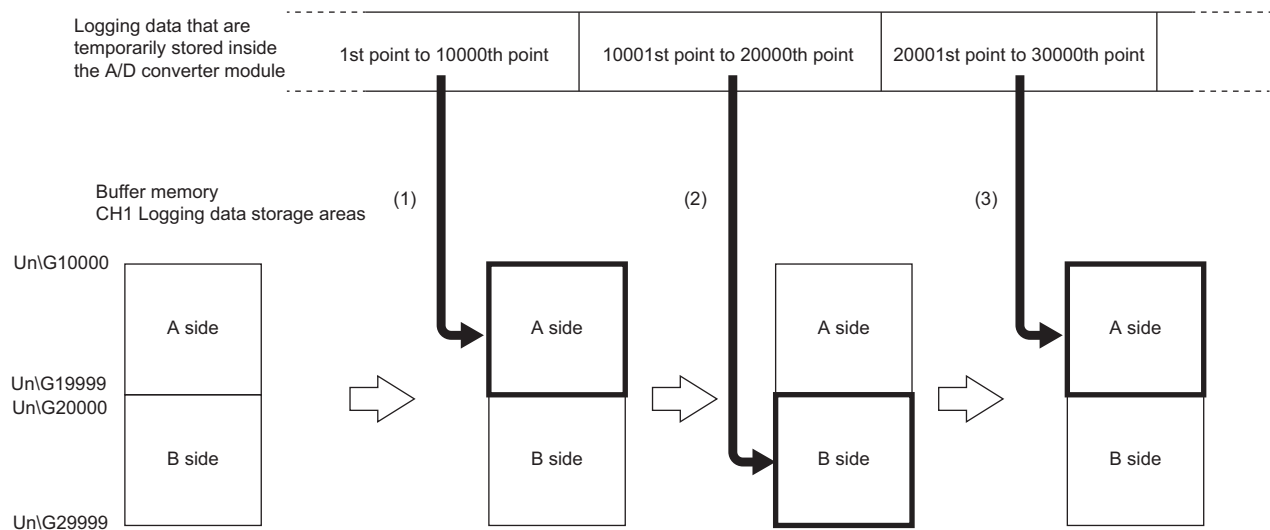 Logging data that are
temporarily stored inside
the A/D converter module
1st point to 10000th point
10001st point to 20000th point
20001st point to 30000th point
Buffer memory
CH1 Logging data storage areas
(1)
(2)
(3)
Un\G10000
A side
A side
A side
A side
Un\G19999
Un\G20000
B side
B side
B side
B side
Un\G29999